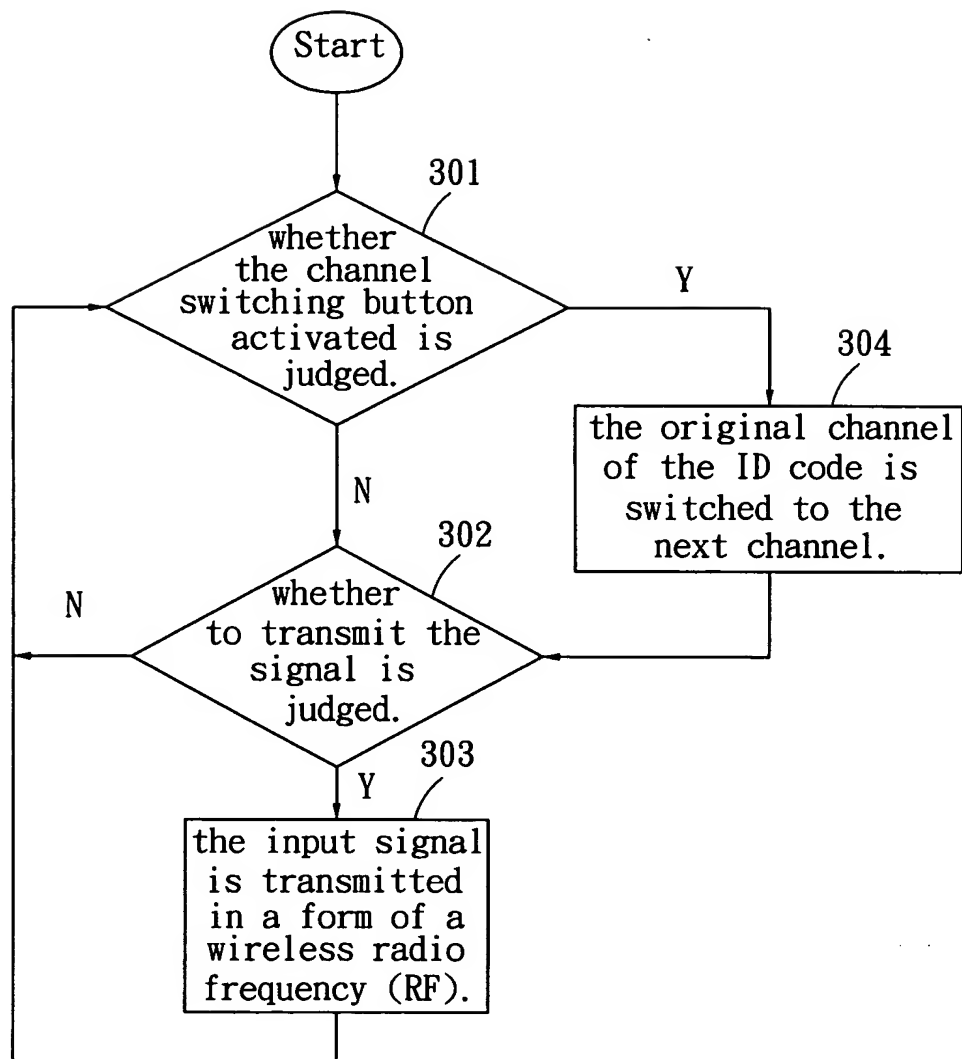 Start
301
whether
the channel
switching button
activated is
judged.
Y
304
the original channel
of the ID code is
switched to the
next channel.
N
302
whether
to transmit the
signal is
judged.
N
303
Y
the input signal
is transmitted
in a form of a
wireless radio
frequency (RF).